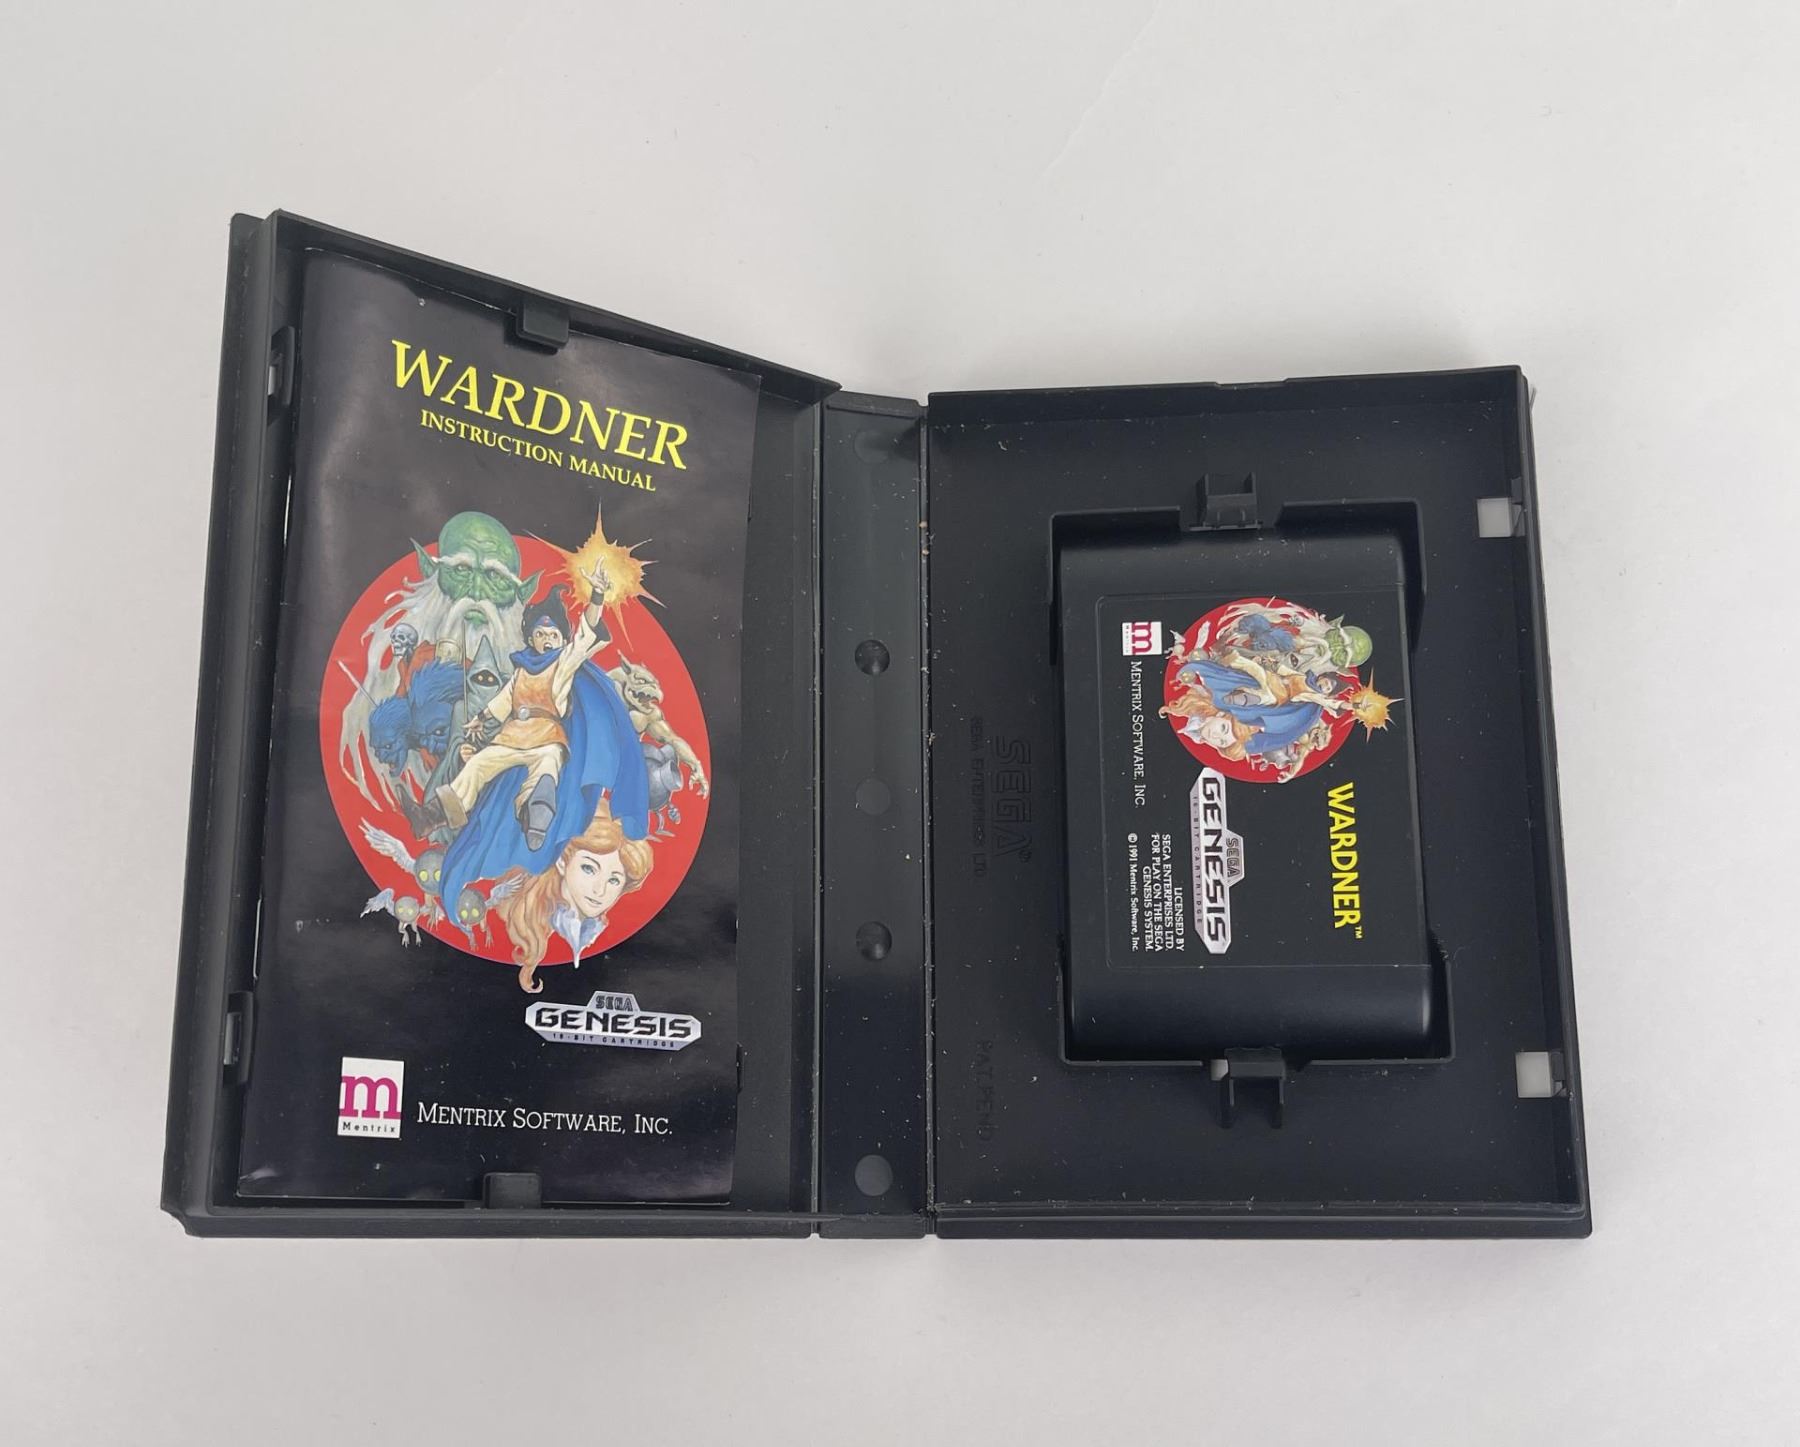 WARDNER
INSTRUCTION MANUAL
SEGA
GENESIS
16-BIT CARTRIDGE
m
Mentrix
MENTRIX SOFTWARE, INC.
SEGA®
SEGA ENTERPRISES LTD.
PAT. PEND
WARDNER™
SEGA
GENESIS
16-BIT CARTRIDGE
m
Mentrix
MENTRIX SOFTWARE, INC.
LICENSED BY
SEGA ENTERPRISES LTD.
FOR PLAY ON THE SEGA
GENESIS SYSTEM.
© 1991 Mentrix Software, Inc.